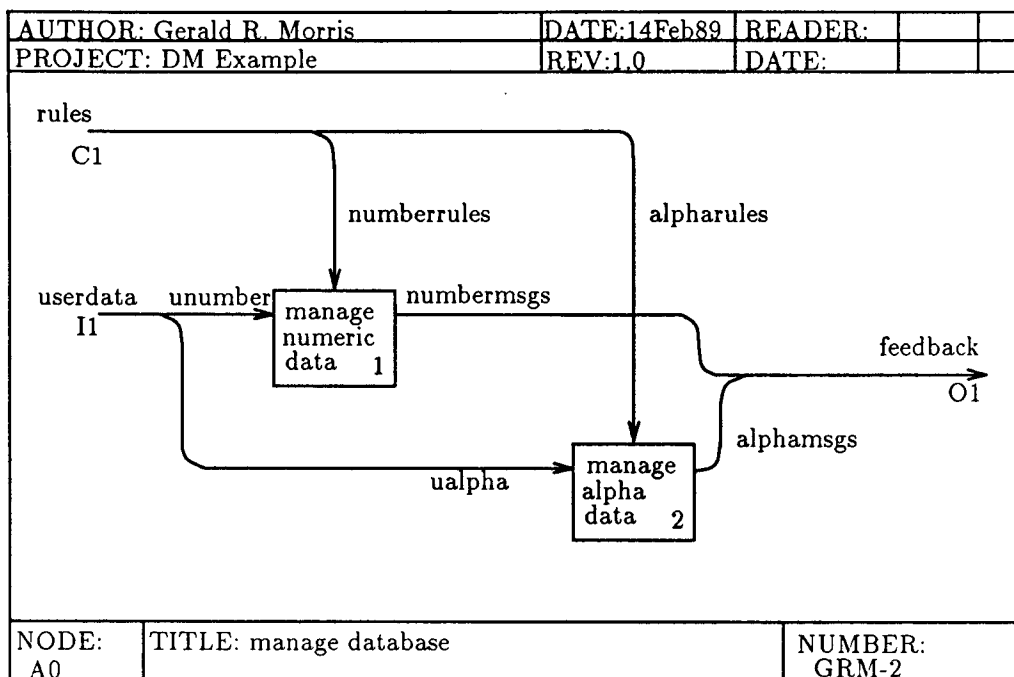 AUTHOR: Gerald R. Morris DATE:14Feb89 READER:
PROJECT: DM Example REV:1.0 DATE:
rules
C1
numberrules alpharules
userdata unumber numbermsgs
I1
manage
numeric
data 1
feedback
O1
alphamsgs
ualpha
manage
alpha
data 2
NODE: TITLE: manage database NUMBER:
A0 GRM-2